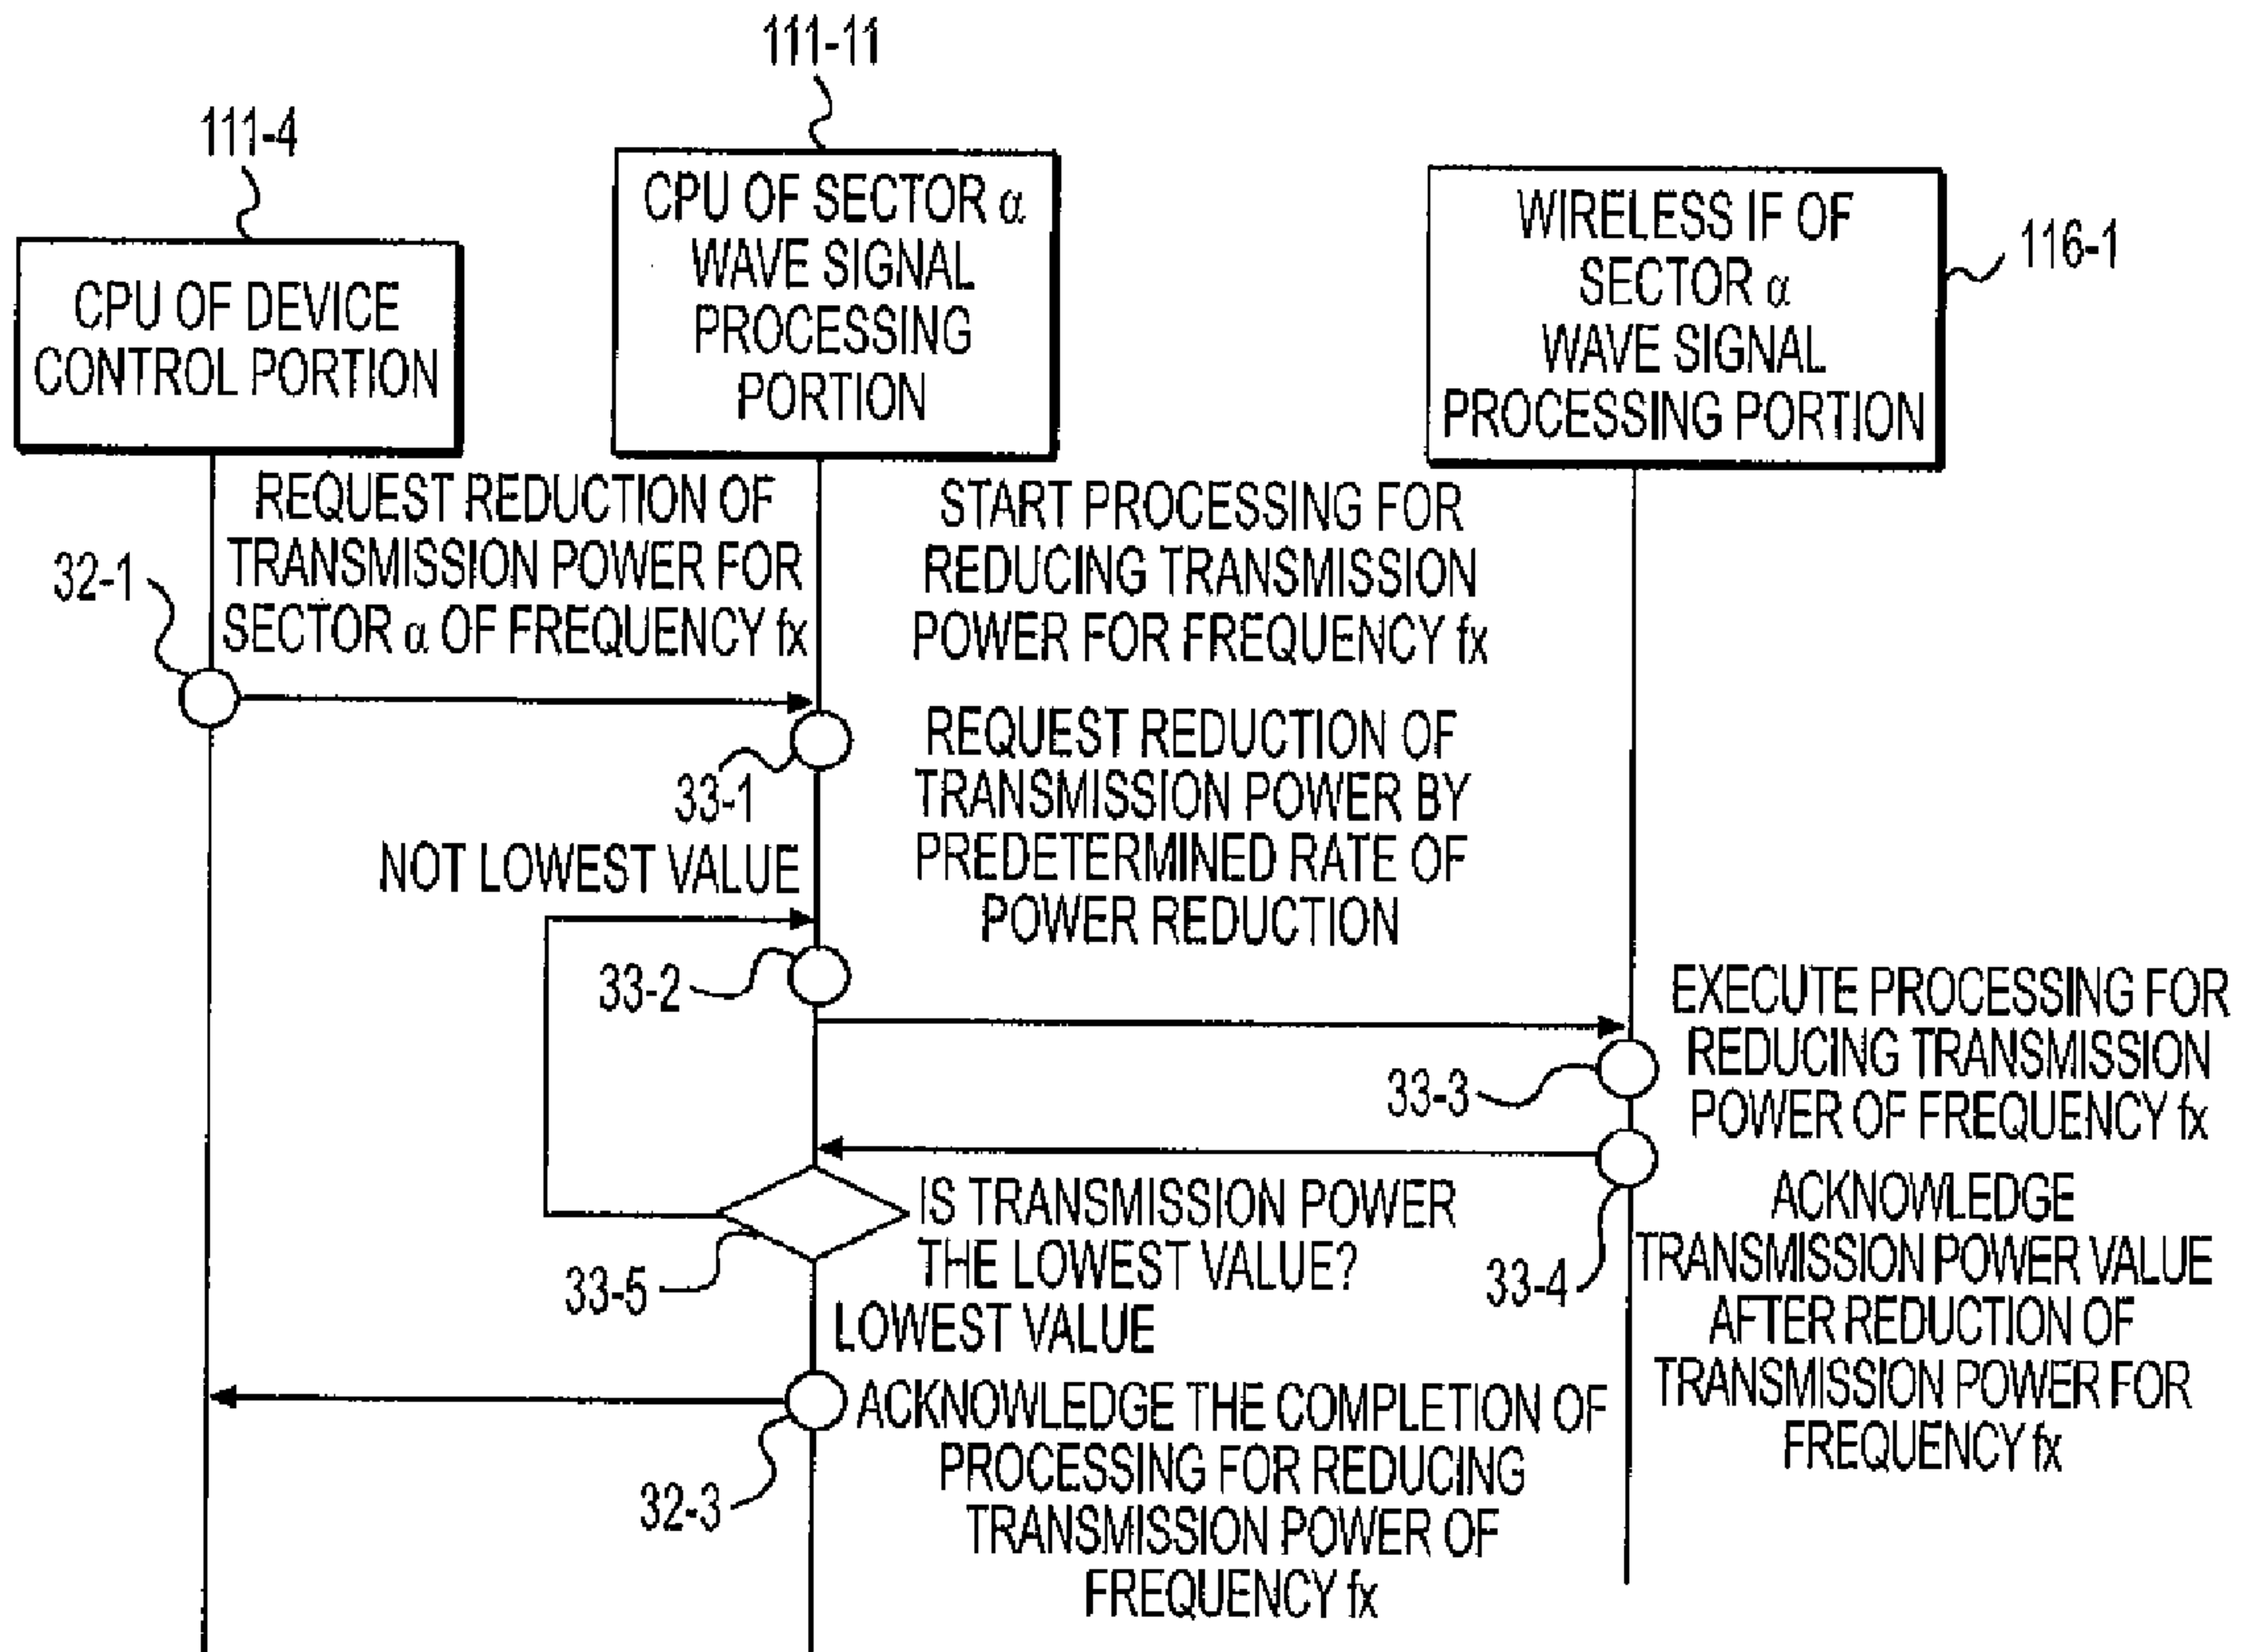 111-11
111-4
CPU OF DEVICE
CONTROL PORTION
CPU OF SECTOR α
WAVE SIGNAL
PROCESSING
PORTION
WIRELESS IF OF
SECTOR α
WAVE SIGNAL
PROCESSING PORTION
116-1
REQUEST REDUCTION OF
TRANSMISSION POWER FOR
SECTOR α OF FREQUENCY fx
32-1
START PROCESSING FOR
REDUCING TRANSMISSION
POWER FOR FREQUENCY fx
33-1
REQUEST REDUCTION OF
TRANSMISSION POWER BY
PREDETERMINED RATE OF
POWER REDUCTION
NOT LOWEST VALUE
33-2
EXECUTE PROCESSING FOR
REDUCING TRANSMISSION
POWER OF FREQUENCY fx
33-3
ACKNOWLEDGE
TRANSMISSION POWER VALUE
AFTER REDUCTION OF
TRANSMISSION POWER FOR
FREQUENCY fx
33-4
IS TRANSMISSION POWER
THE LOWEST VALUE?
33-5
LOWEST VALUE
ACKNOWLEDGE THE COMPLETION OF
PROCESSING FOR REDUCING
TRANSMISSION POWER OF
FREQUENCY fx
32-3